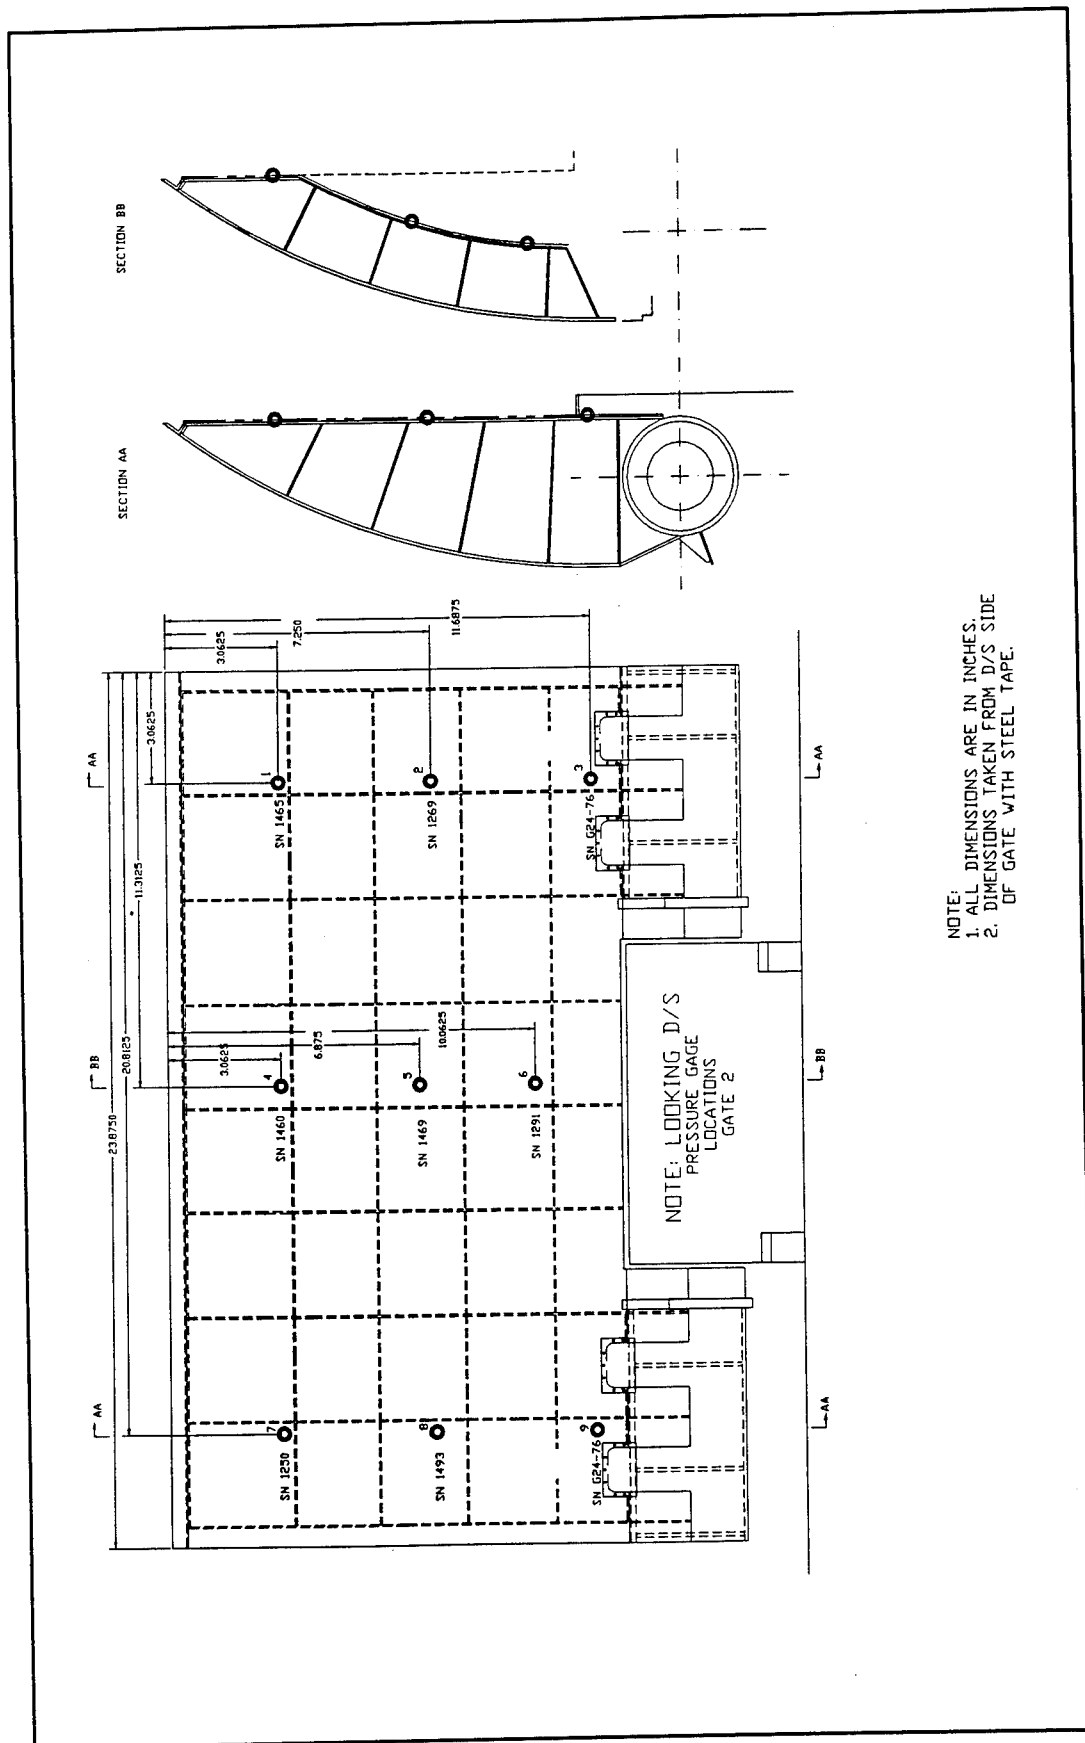 SECTION BB
SECTION AA
3.0625
7.250
11.6875
3.0625
11.3125
20.8125
23.8750
3.0625
6.875
10.0625
AA
BB
AA
1
SN 1465
2
SN 1269
3
SN G24-76
4
SN 1460
5
SN 1469
6
SN 1291
7
SN 1250
8
SN 1493
9
SN G24-76
AA
BB
AA
NOTE: LOOKING D/S
PRESSURE GAGE
LOCATIONS
GATE 2
NOTE:
1. ALL DIMENSIONS ARE IN INCHES.
2. DIMENSIONS TAKEN FROM D/S SIDE
OF GATE WITH STEEL TAPE.